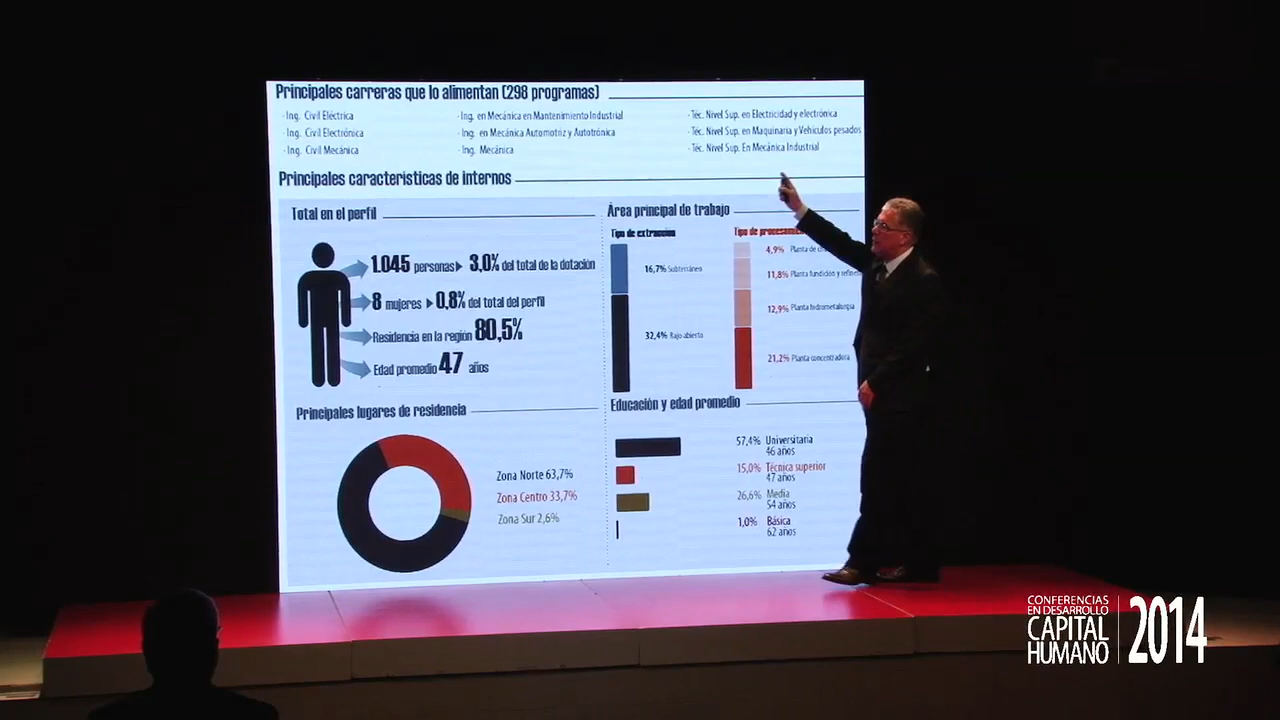 Principales carreras que lo alimentan (298 programas)
- Ing. Civil Eléctrica
- Ing. Civil Electrónica
- Ing. Civil Mecánica
- Ing. en Mecánica en Mantenimiento Industrial
- Ing. en Mecánica Automotriz y Autotrónica
- Ing. Mecánica
- Téc. Nivel Sup. en Electricidad y electrónica
- Téc. Nivel Sup. en Maquinaria y Vehículos pesados
- Téc. Nivel Sup. En Mecánica Industrial
Principales características de internos
Total en el perfil
1.045 personas 3,0% del total de la dotación
8 mujeres 0,8% del total del perfil
Residencia en la región 80,5%
Edad promedio 47 años
Área principal de trabajo
Tipo de extracción
16,7% Subterráneo
32,4% Rajo abierto
Tipo de
4,9% Planta de
11,8% Planta fundición y
12,9% Planta hidrometalurgia
21,2% Planta concentradora
Principales lugares de residencia
Zona Norte 63,7%
Zona Centro 33,7%
Zona Sur 2,6%
Educación y edad promedio
57,4% Universitaria
46 años
15,0% Técnica superior
47 años
26,6% Media
54 años
1,0% Básica
62 años
CONFERENCIAS
EN DESARROLLO
CAPITAL
HUMANO
2014